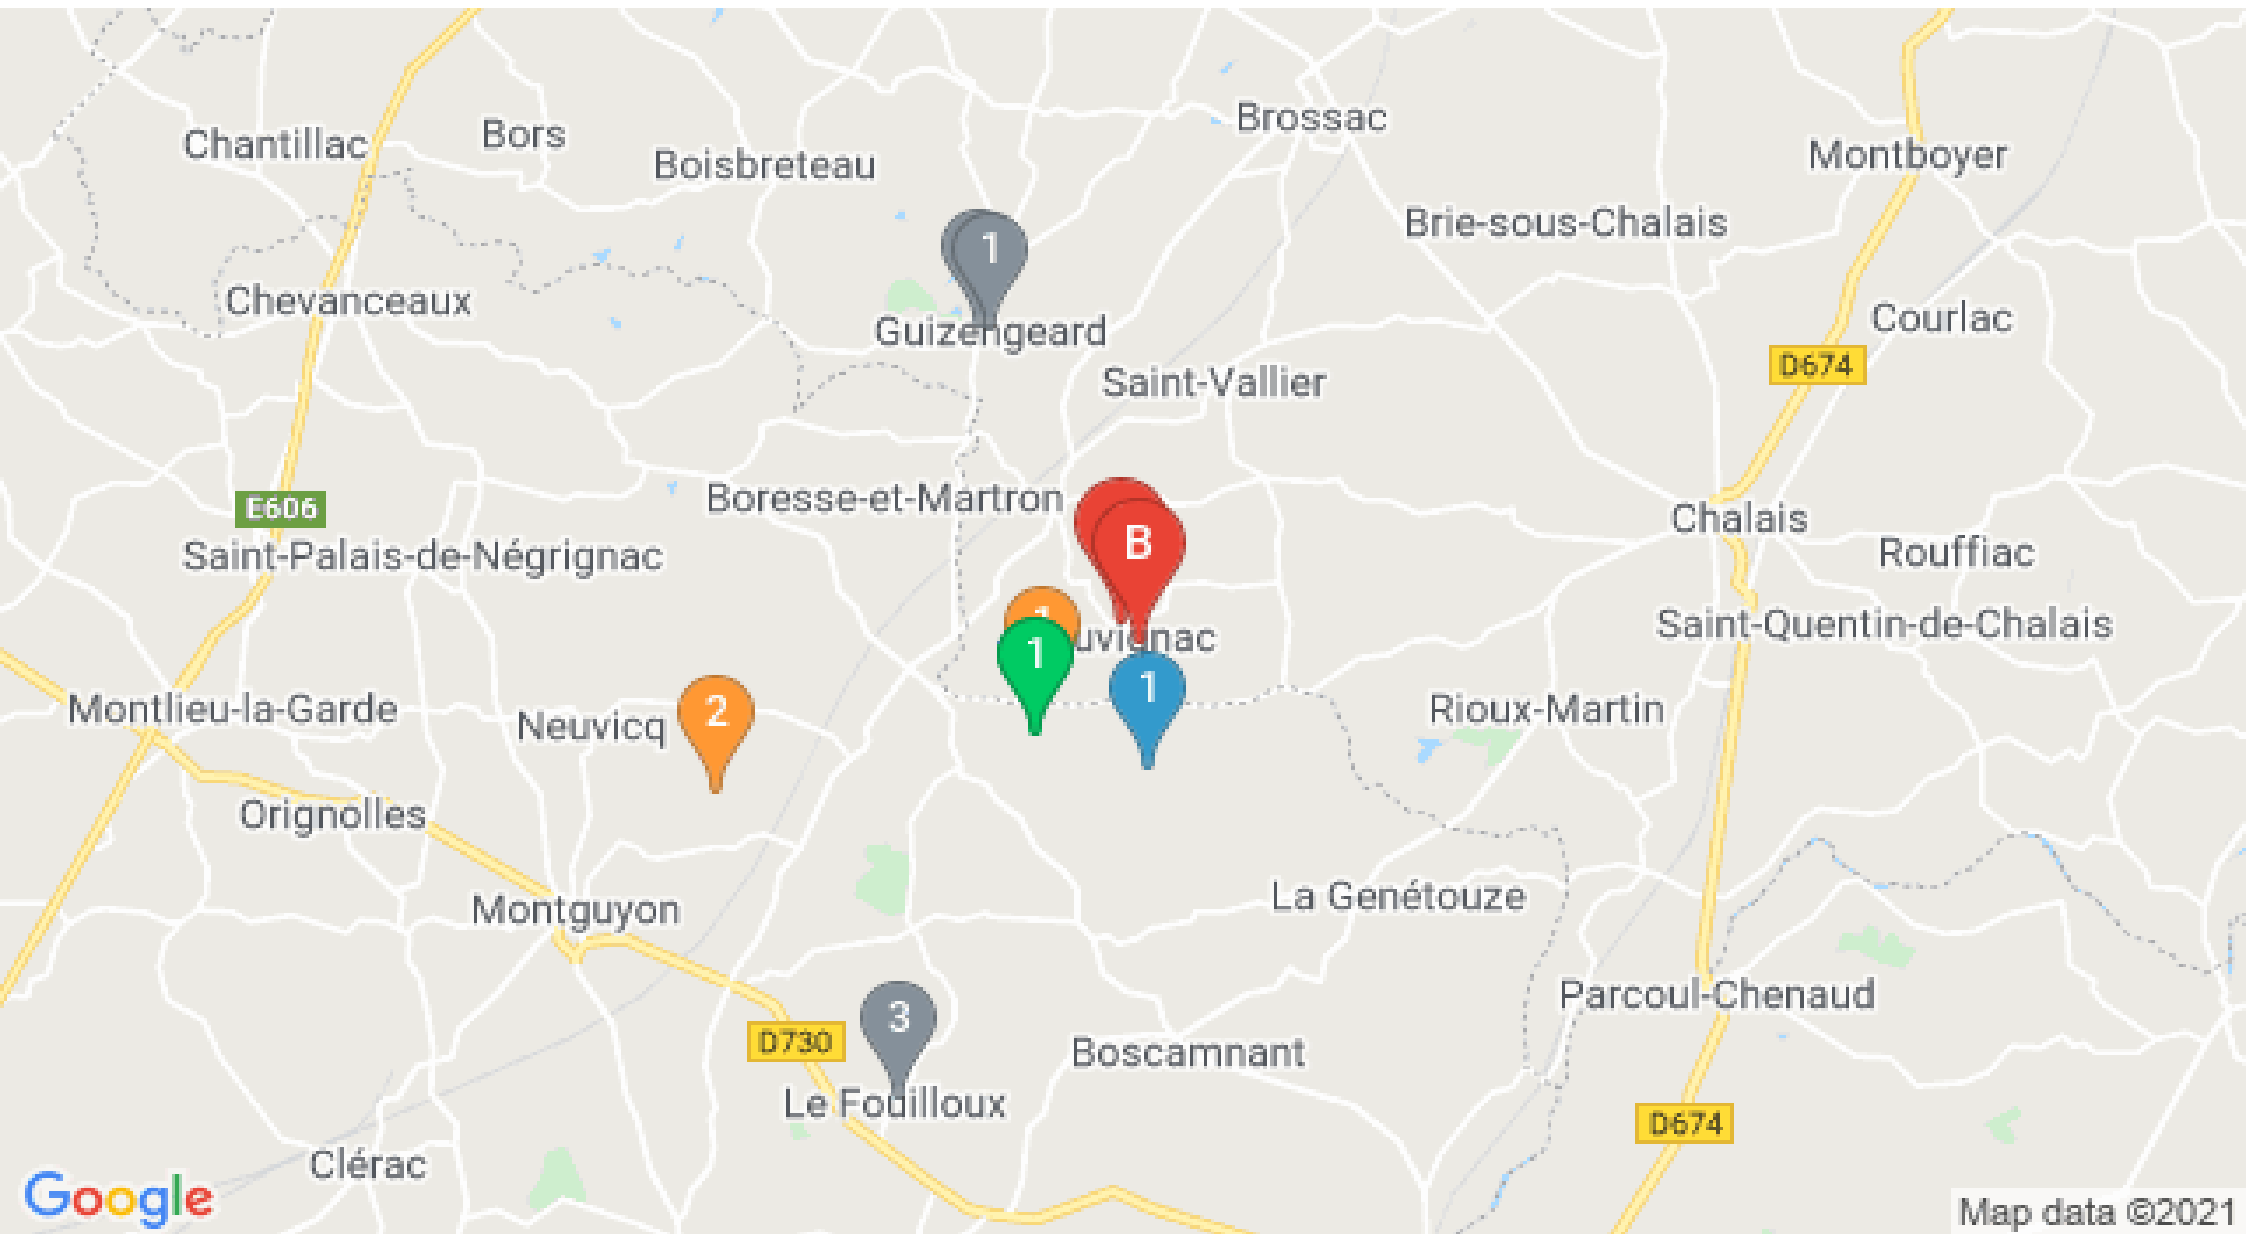 Brossac
Bors
Chantillac
Montboyer
Boisbreteau
Brie-sous-Chalais
1
Chevanceaux
Courlac
Guizengeard
D674
Saint-Vallier
Boresse-et-Martron
E606
Chalais
B
Rouffiac
Saint-Palais-de-Négrignac
1
Saint-Quentin-de-Chalais
uvignac
1
1
Montlieu-la-Garde
2
Rioux-Martin
Neuvicq
Orignolles
La Genétouze
Montguyon
Parcoul-Chenaud
3
D730
Boscamnant
Le Fouilloux
D674
Clérac
Google
Map data ©2021